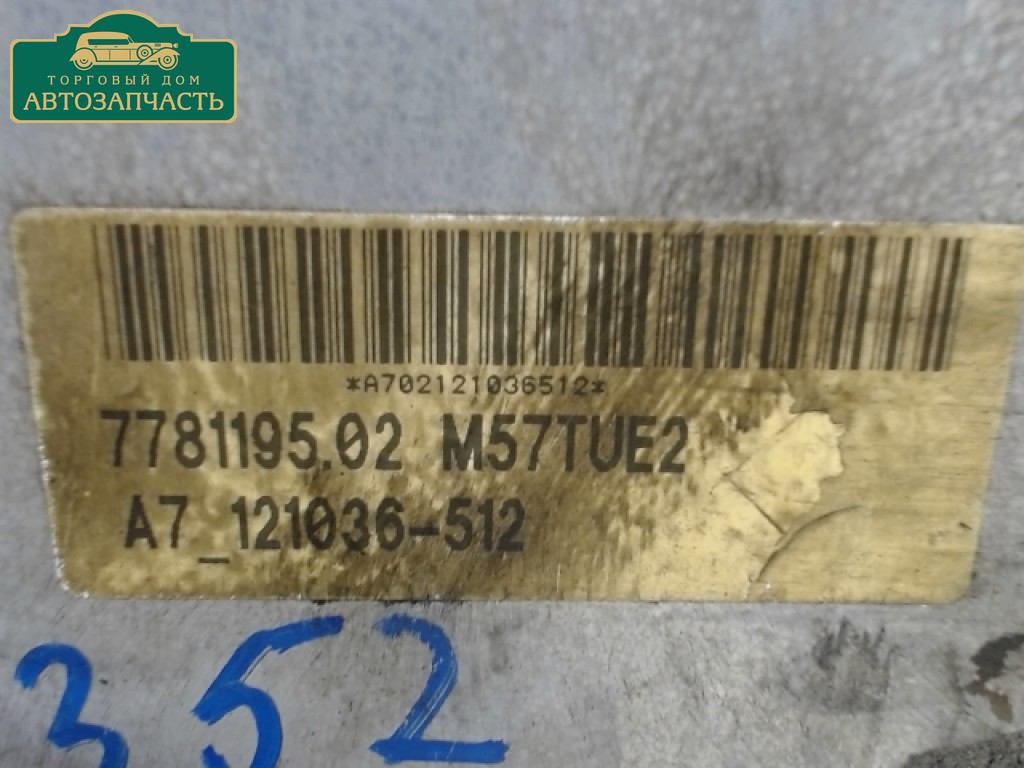 ТОРГОВЫЙ ДОМ
АВТОЗАПЧАСТЬ
*A702121036512*
7781195.02 M57TUE2
A7_121036-512
352